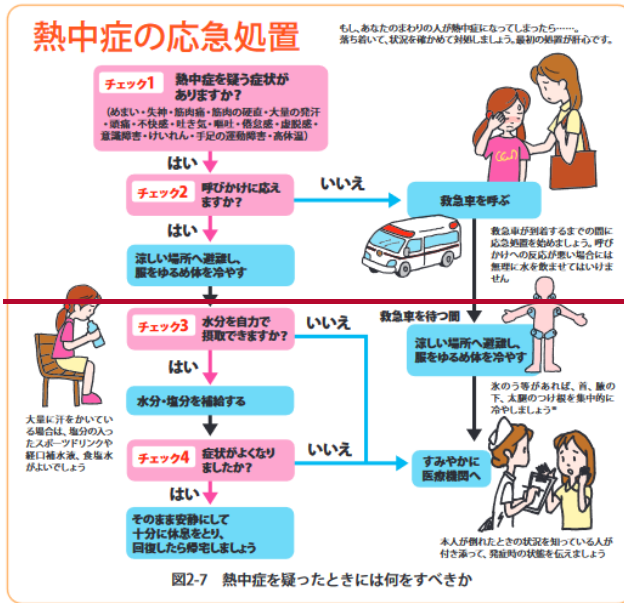 熱中症の応急処置
もし、あなたのまわりの人が熱中症になってしまったら……。
落ち着いて、状況を確かめて対処しましょう。最初の処置が肝心です。
チェック1 熱中症を疑う症状が
ありますか?
(めまい・失神・筋肉痛・筋肉の硬直・大量の発汗
・頭痛・不快感・吐き気・嘔吐・倦怠感・虚脱感・
意識障害・けいれん・手足の運動障害・高体温)
はい
チェック2 呼びかけに応え
ますか?
いいえ
救急車を呼ぶ
はい
涼しい場所へ避難し、
服をゆるめ体を冷やす
救急車が到着するまでの間に
応急処置を始めましょう。呼び
かけへの反応が悪い場合には
無理に水を飲ませてはいけま
せん
チェック3 水分を自力で
摂取できますか?
いいえ
救急車を待つ間
涼しい場所へ避難し、
服をゆるめ体を冷やす
はい
水分・塩分を補給する
氷のう等があれば、首、腋の
下、太腿のつけ根を集中的に
冷やしましょう*
大量に汗をかいてい
る場合は、塩分の入っ
たスポーツドリンクや
経口補水液、食塩水
がよいでしょう
チェック4 症状がよくなり
ましたか?
いいえ
すみやかに
医療機関へ
はい
そのまま安静にして
十分に休息をとり、
回復したら帰宅しましょう
本人が倒れたときの状況を知っている人が
付き添って、発症時の状態を伝えましょう
図2-7 熱中症を疑ったときには何をすべきか